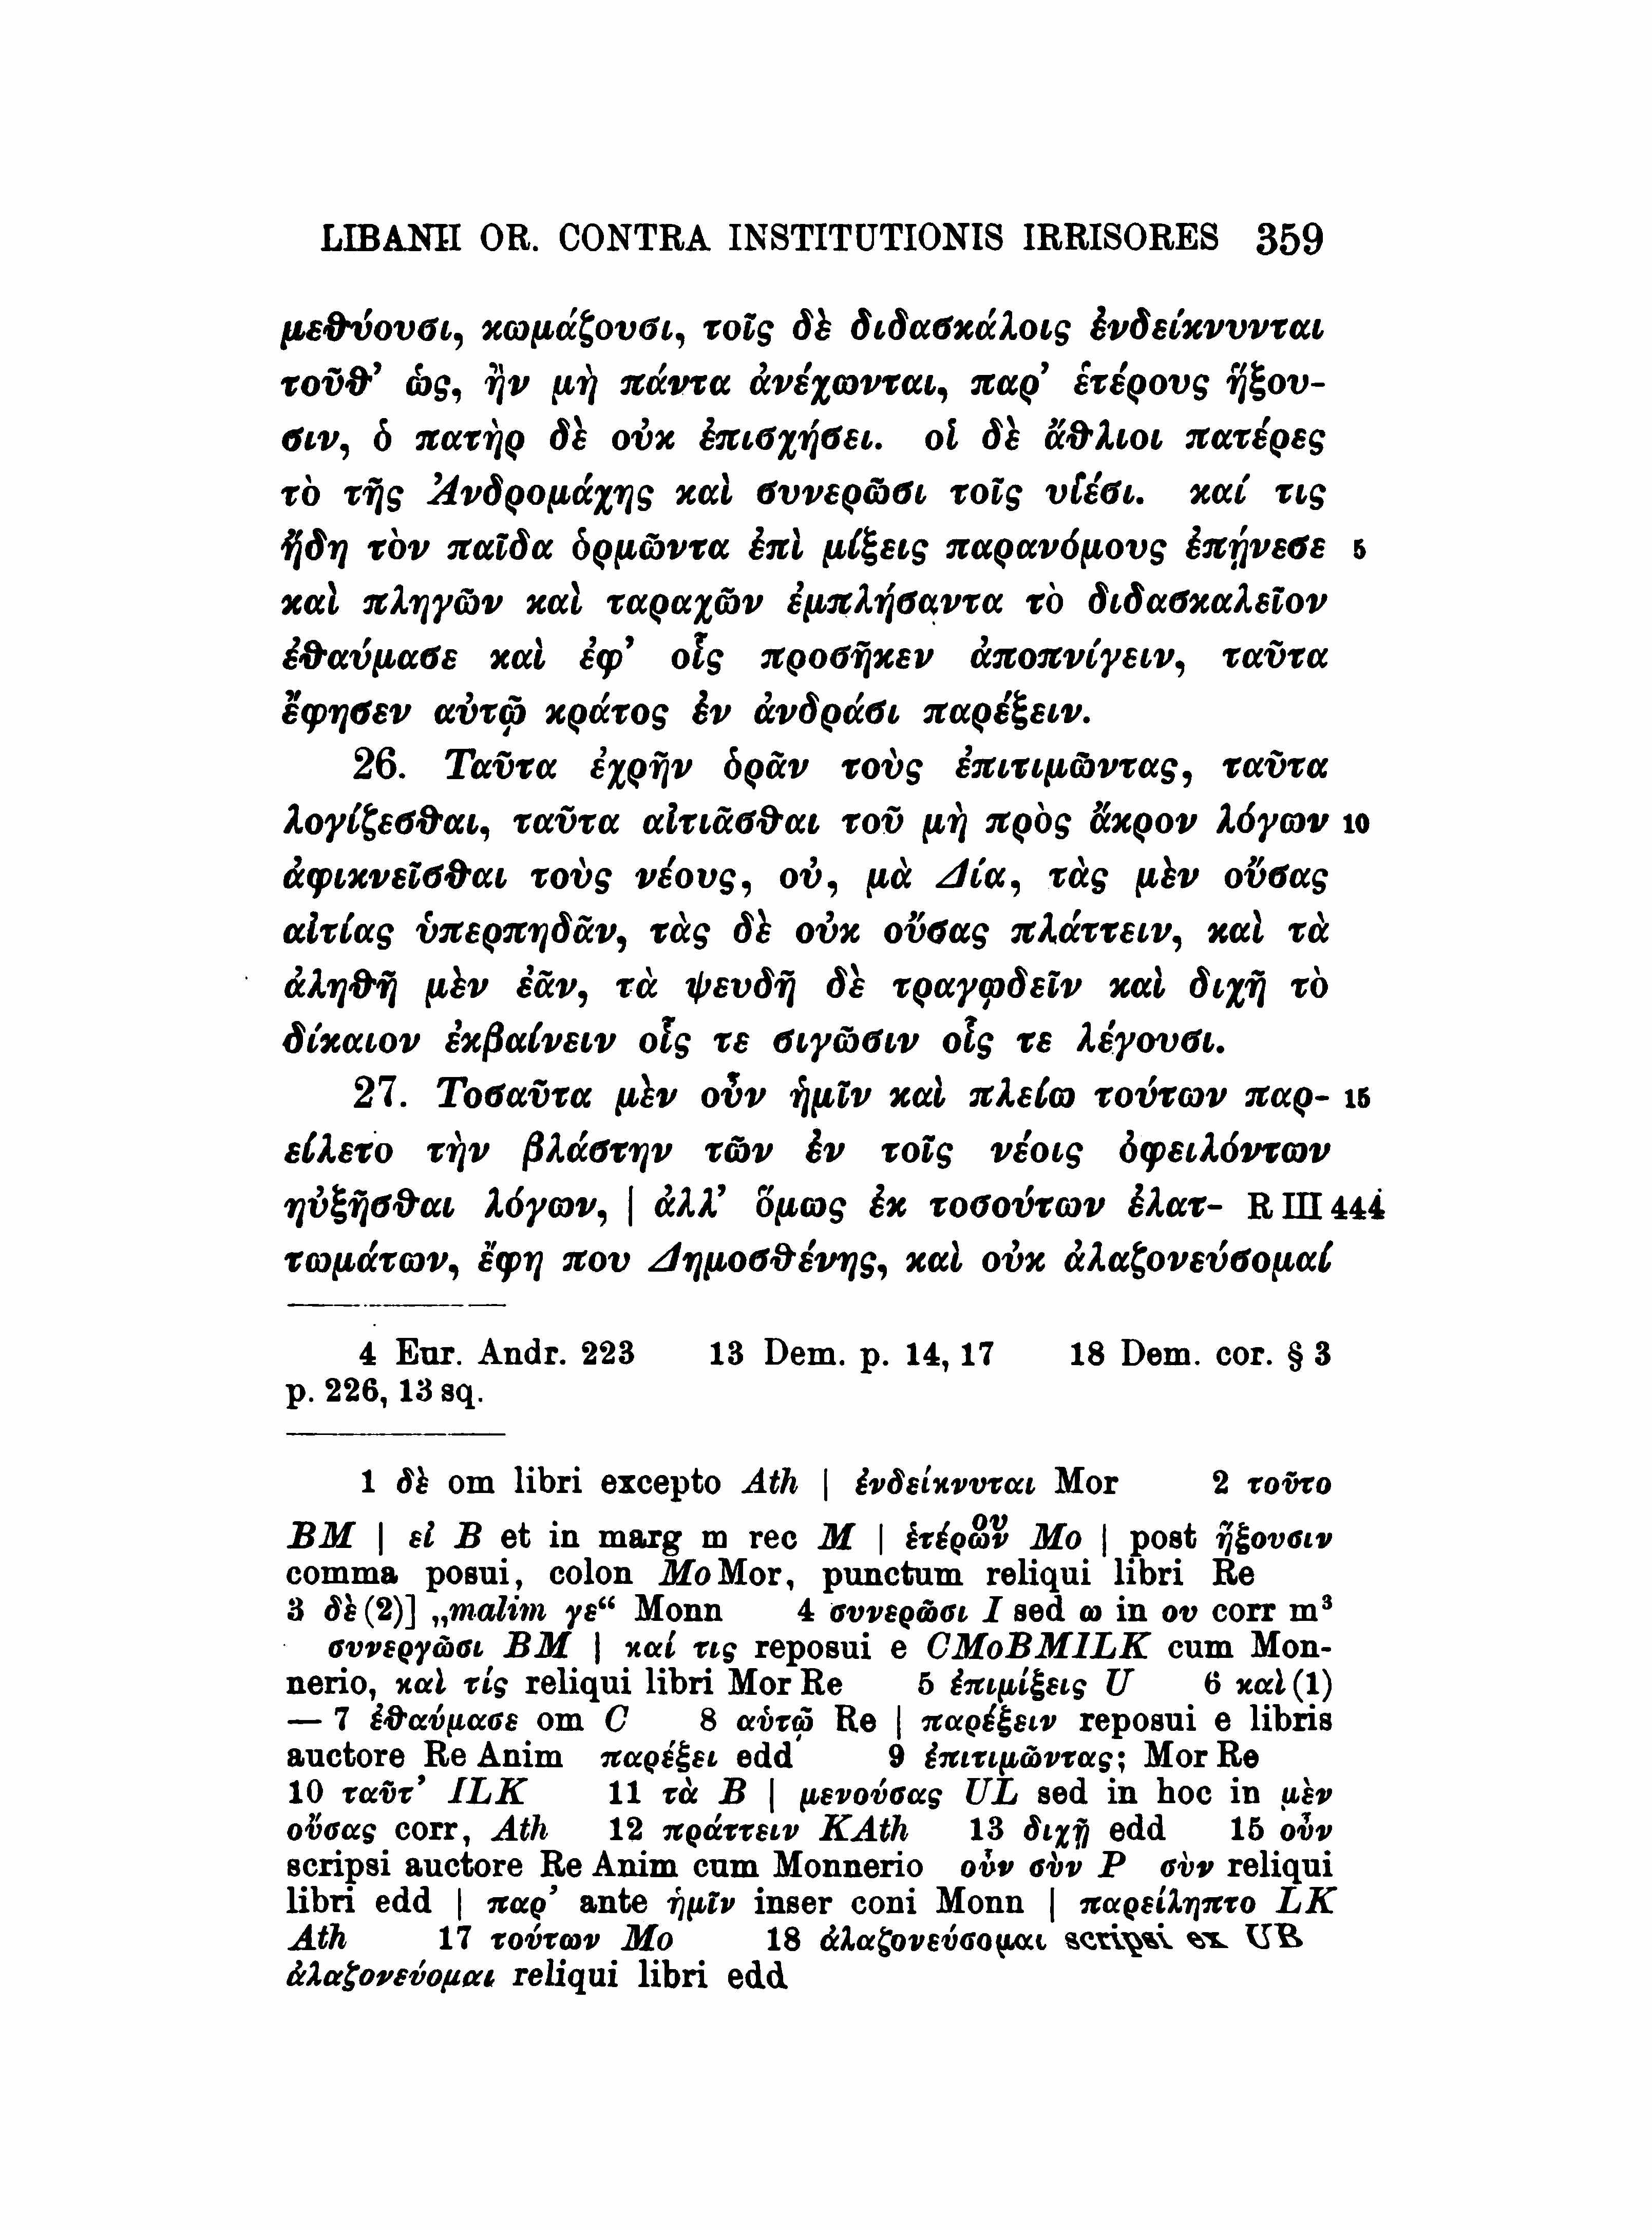 LIBANII OR. CONTRA INSTITUTIONIS IRRISORES 359
μεθύουσι, κωμάζουσι, τοῖς δὲ διδασκάλοις ἐνδείκνυνται
τοῦθ’ ὡς, ἢν μὴ πάντα ἀνέχωνται, παρ’ ἑτέρους ἥξου-
σιν, ὁ πατὴρ δὲ οὐκ ἐπισχήσει. οἱ δὲ ἄθλιοι πατέρες
τὸ τῆς Ἀνδρομάχης καὶ συνερῶσι τοῖς υἱέσι. καί τις
ἤδη τὸν παῖδα ὁρμῶντα ἐπὶ μίξεις παρανόμους ἐπῄνεσε 5
καὶ πληγῶν καὶ ταραχῶν ἐμπλήσαντα τὸ διδασκαλεῖον
ἐθαύμασε καὶ ἐφ’ οἷς προσῆκεν ἀποπνίγειν, ταῦτα
ἔφησεν αὐτῷ κράτος ἐν ἀνδράσι παρέξειν.
26. Ταῦτα ἐχρῆν ὁρᾶν τοὺς ἐπιτιμῶντας, ταῦτα
λογίζεσθαι, ταῦτα αἰτιᾶσθαι τοῦ μὴ πρὸς ἄκρον λόγων 10
ἀφικνεῖσθαι τοὺς νέους, οὐ, μὰ Δία, τὰς μὲν οὔσας
αἰτίας ὑπερπηδᾶν, τὰς δὲ οὐκ οὔσας πλάττειν, καὶ τὰ
ἀληθῆ μὲν ἐᾶν, τὰ ψευδῆ δὲ τραγῳδεῖν καὶ διχῆ τὸ
δίκαιον ἐκβαίνειν οἷς τε σιγῶσιν οἷς τε λέγουσι.
27. Τοσαῦτα μὲν οὖν ἡμῖν καὶ πλείω τούτων παρ- 15
είλετο τὴν βλάστην τῶν ἐν τοῖς νέοις ὀφειλόντων
ηὐξῆσθαι λόγων, | ἀλλ’ ὅμως ἐκ τοσούτων ἐλατ- R III 444
τωμάτων, ἔφη που Δημοσθένης, καὶ οὐκ ἀλαζονεύσομαί
4 Eur. Andr. 223 13 Dem. p. 14, 17 18 Dem. cor. § 3
p. 226, 13 sq.
1 δὲ om libri excepto Ath | ἐνδείκνυται Mor 2 τοῦτο
BM | εἰ B et in marg m rec M | ἑτέρωνου Mo | post ἥξουσιν
comma posui, colon Mo Mor, punctum reliqui libri Re
3 δὲ (2)] „malim γε“ Monn 4 συνερῶσι I sed ω in ου corr m³
συνεργῶσι BM | καί τις reposui e CMoBMILK cum Mon-
nerio, καὶ τίς reliqui libri Mor Re 5 ἐπιμίξεις U 6 καὶ (1)
— 7 ἐθαύμασε om C 8 αὑτῷ Re | παρέξειν reposui e libris
auctore Re Anim παρέξει edd 9 ἐπιτιμῶντας; Mor Re
10 ταῦτ’ ILK 11 τὰ B | μενούσας UL sed in hoc in μὲν
οὔσας corr, Ath 12 πράττειν KAth 13 διχῇ edd 15 οὖν
scripsi auctore Re Anim cum Monnerio οὖν σὺν P σὺν reliqui
libri edd | παρ’ ante ἡμῖν inser coni Monn | παρείληπτο LK
Ath 17 τούτων Mo 18 ἀλαζονεύσομαι scripsi ex UB
ἀλαζονεύομαι reliqui libri edd